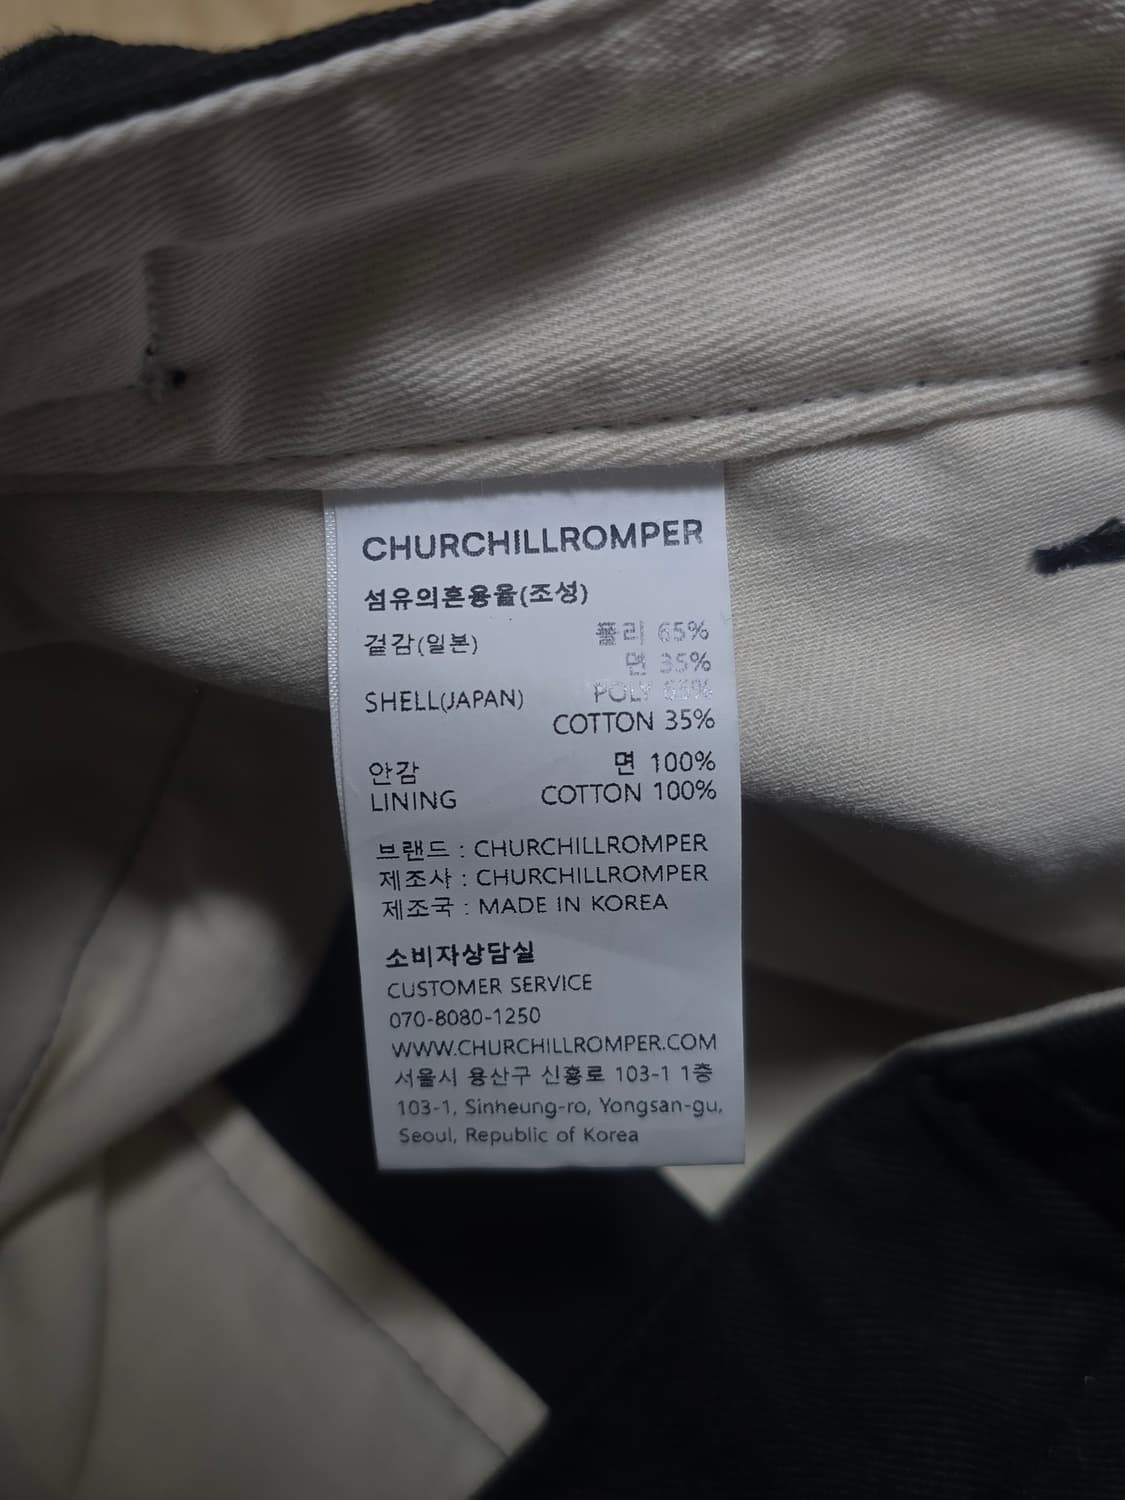 CHURCHILLROMPER
섬유의혼용율(조성)
겉감(일본) 폴리 65%
면 35%
SHELL(JAPAN) POLY 65%
COTTON 35%
안감 면 100%
LINING COTTON 100%
브랜드 : CHURCHILLROMPER
제조사 : CHURCHILLROMPER
제조국 : MADE IN KOREA
소비자상담실
CUSTOMER SERVICE
070-8080-1250
WWW.CHURCHILLROMPER.COM
서울시 용산구 신흥로 103-1 1층
103-1, Sinheung-ro, Yongsan-gu,
Seoul, Republic of Korea